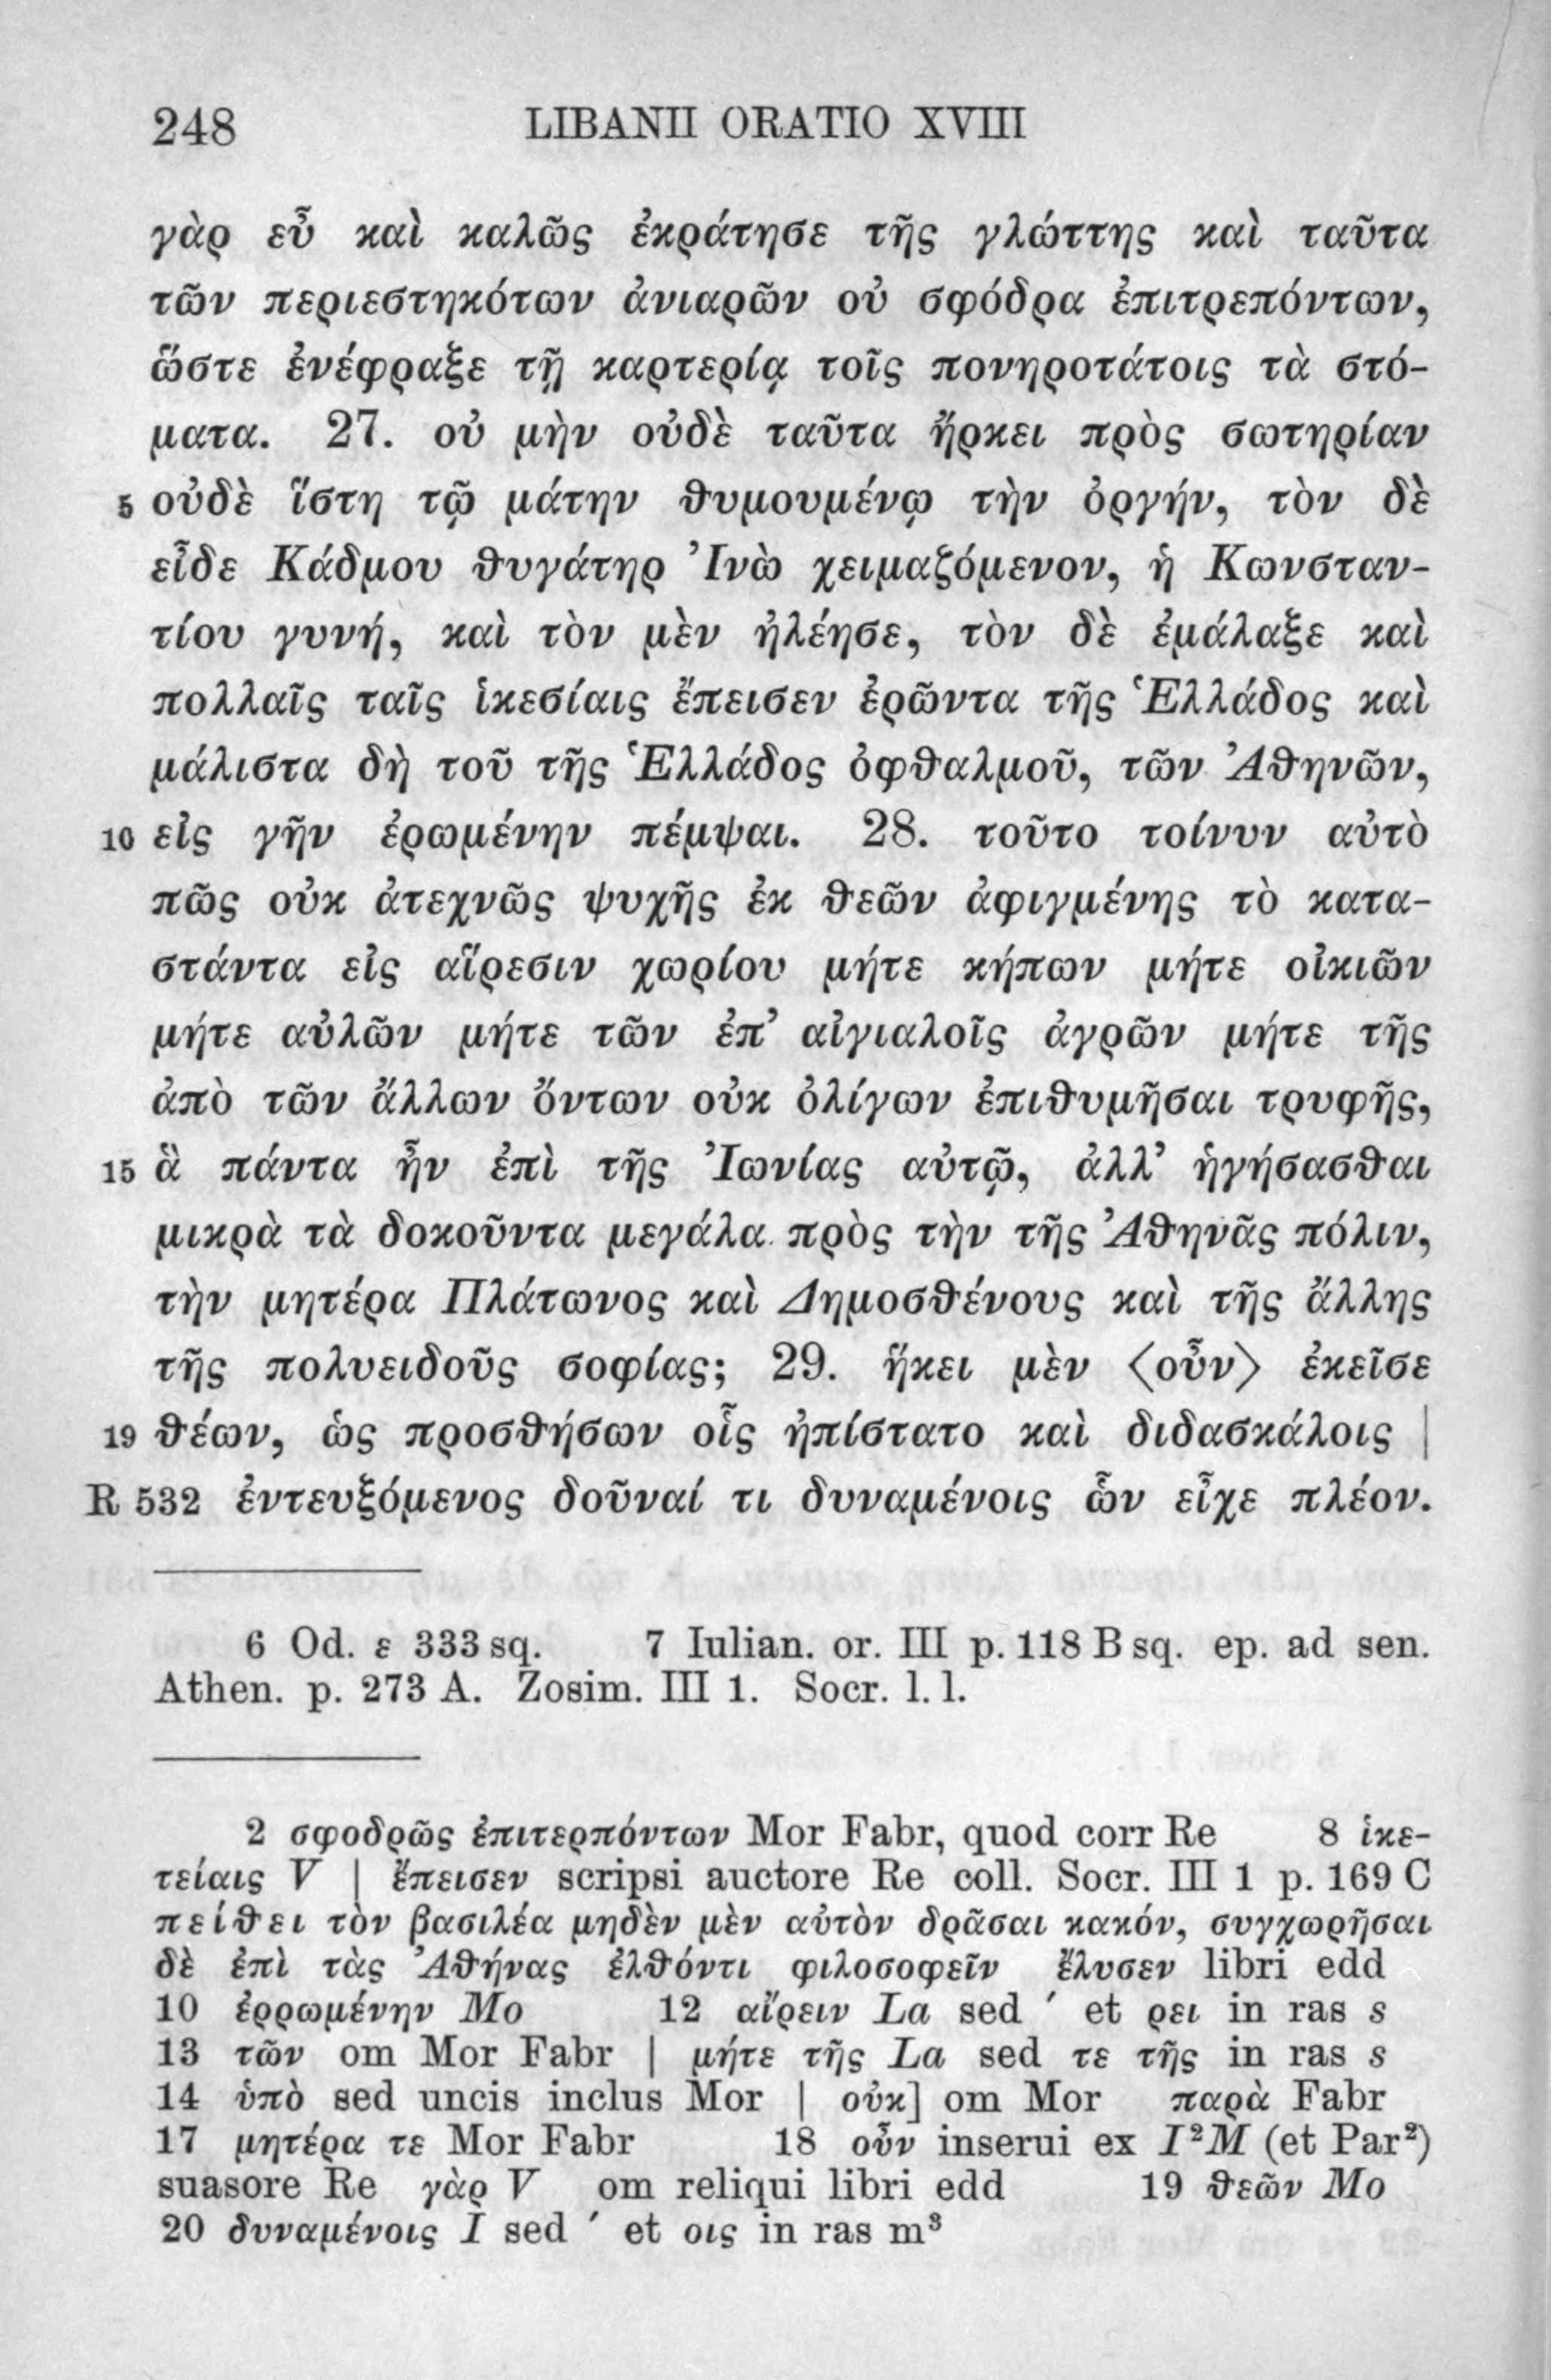 248 LIBANII ORATIO XVIII
γὰρ εὖ καὶ καλῶς ἐκράτησε τῆς γλώττης καὶ ταῦτα
τῶν περιεστηκότων ἀνιαρῶν οὐ σφόδρα ἐπιτρεπόντων,
ὥστε ἐνέφραξε τῇ καρτερίᾳ τοῖς πονηροτάτοις τὰ στό-
ματα. 27. οὐ μὴν οὐδὲ ταῦτα ἤρκει πρὸς σωτηρίαν
5 οὐδὲ ἵστη τῷ μάτην θυμουμένῳ τὴν ὀργήν, τὸν δὲ
εἶδε Κάδμου θυγάτηρ Ἰνὼ χειμαζόμενον, ἡ Κωνσταν-
τίου γυνή, καὶ τὸν μὲν ἠλέησε, τὸν δὲ ἐμάλαξε καὶ
πολλαῖς ταῖς ἱκεσίαις ἔπεισεν ἐρῶντα τῆς Ἑλλάδος καὶ
μάλιστα δὴ τοῦ τῆς Ἑλλάδος ὀφθαλμοῦ, τῶν Ἀθηνῶν,
10 εἰς γῆν ἐρωμένην πέμψαι. 28. τοῦτο τοίνυν αὐτὸ
πῶς οὐκ ἀτεχνῶς ψυχῆς ἐκ θεῶν ἀφιγμένης τὸ κατα-
στάντα εἰς αἵρεσιν χωρίου μήτε κήπων μήτε οἰκιῶν
μήτε αὐλῶν μήτε τῶν ἐπ’ αἰγιαλοῖς ἀγρῶν μήτε τῆς
ἀπὸ τῶν ἄλλων ὄντων οὐκ ὀλίγων ἐπιθυμῆσαι τρυφῆς,
15 ἃ πάντα ἦν ἐπὶ τῆς Ἰωνίας αὐτῷ, ἀλλ’ ἡγήσασθαι
μικρὰ τὰ δοκοῦντα μεγάλα πρὸς τὴν τῆς Ἀθηνᾶς πόλιν,
τὴν μητέρα Πλάτωνος καὶ Δημοσθένους καὶ τῆς ἄλλης
τῆς πολυειδοῦς σοφίας; 29. ἥκει μὲν ⟨οὖν⟩ ἐκεῖσε
19 θέων, ὡς προσθήσων οἷς ἠπίστατο καὶ διδασκάλοις |
R 532 ἐντευξόμενος δοῦναί τι δυναμένοις ὧν εἶχε πλέον.
6 Od. ε 333 sq. 7 Iulian. or. III p. 118 B sq. ep. ad sen.
Athen. p. 273 A. Zosim. III 1. Socr. l. l.
2 σφοδρῶς ἐπιτερπόντων Mor Fabr, quod corr Re 8 ἱκε-
τείαις V | ἔπεισεν scripsi auctore Re coll. Socr. III 1 p. 169 C
πείθει τὸν βασιλέα μηδὲν μὲν αὐτὸν δρᾶσαι κακόν, συγχωρῆσαι
δὲ ἐπὶ τὰς Ἀθήνας ἐλθόντι φιλοσοφεῖν ἔλυσεν libri edd
10 ἐρρωμένην Mo 12 αἵρειν La sed ʹ et ρει in ras s
13 τῶν om Mor Fabr | μήτε τῆς La sed τε τῆς in ras s
14 ὑπὸ sed uncis inclus Mor | οὐκ] om Mor παρὰ Fabr
17 μητέρα τε Mor Fabr 18 οὖν inserui ex I²M (et Par²)
suasore Re γὰρ V om reliqui libri edd 19 θεῶν Mo
20 δυναμένοις I sed ʹ et οις in ras m³